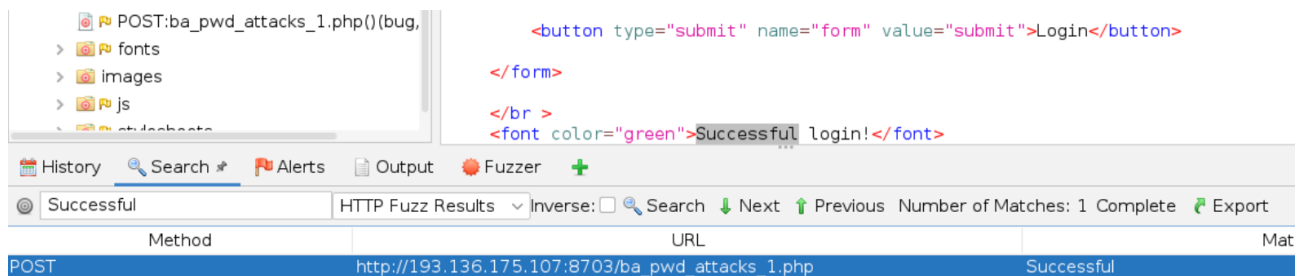 POST:ba_pwd_attacks_1.php()(bug,
fonts
images
js
<button type="submit" name="form" value="submit">Login</button>
</form>
</br >
<font color="green">Successful login!</font>
History Search Alerts Output Fuzzer
Successful HTTP Fuzz Results Inverse: Search Next Previous Number of Matches: 1 Complete Export
Method URL Mat
POST http://193.136.175.107:8703/ba_pwd_attacks_1.php Successful